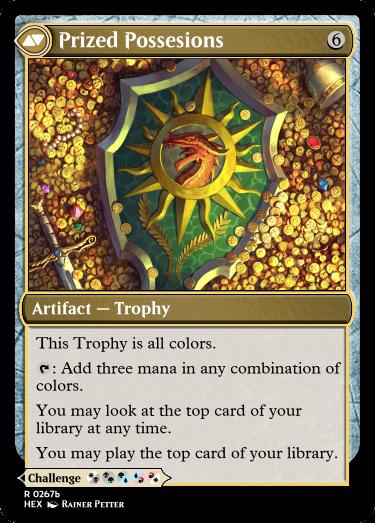 Prized Possesions 6
Artifact — Trophy
This Trophy is all colors.
: Add three mana in any combination of
colors.
You may look at the top card of your
library at any time.
You may play the top card of your library.
Challenge
R 0267b
HEX Rainer Petter